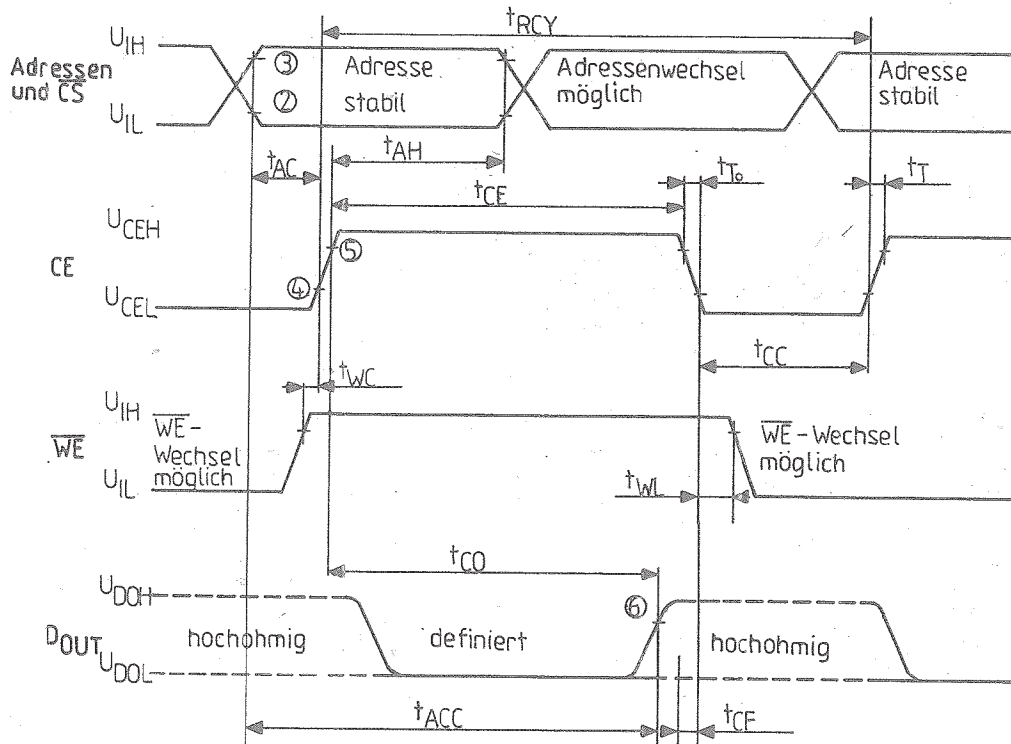 tRCY
UIH
Adressen
und CS
UIL
③
②
Adresse
stabil
Adressenwechsel
möglich
Adresse
stabil
tAC
tAH
tCE
tT₀
tT
UCEH
CE
UCEL
⑤
④
tCC
tWC
UIH
WE
UIL
WE-
Wechsel
möglich
WE-Wechsel
möglich
tWL
tCO
UDOH
DOUT
UDOL
⑥
hochohmig
definiert
hochohmig
tACC
tCF